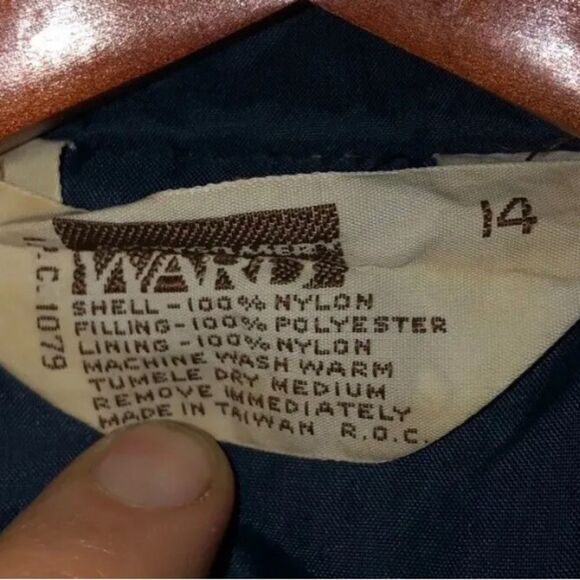 14
SHELL-100% NYLON
FILLING-100% POLYESTER
LINING-100% NYLON
MACHINE WASH WARM
TUMBLE DRY MEDIUM
REMOVE IMMEDIATELY
MADE IN TAIWAN R.O.C.
1079